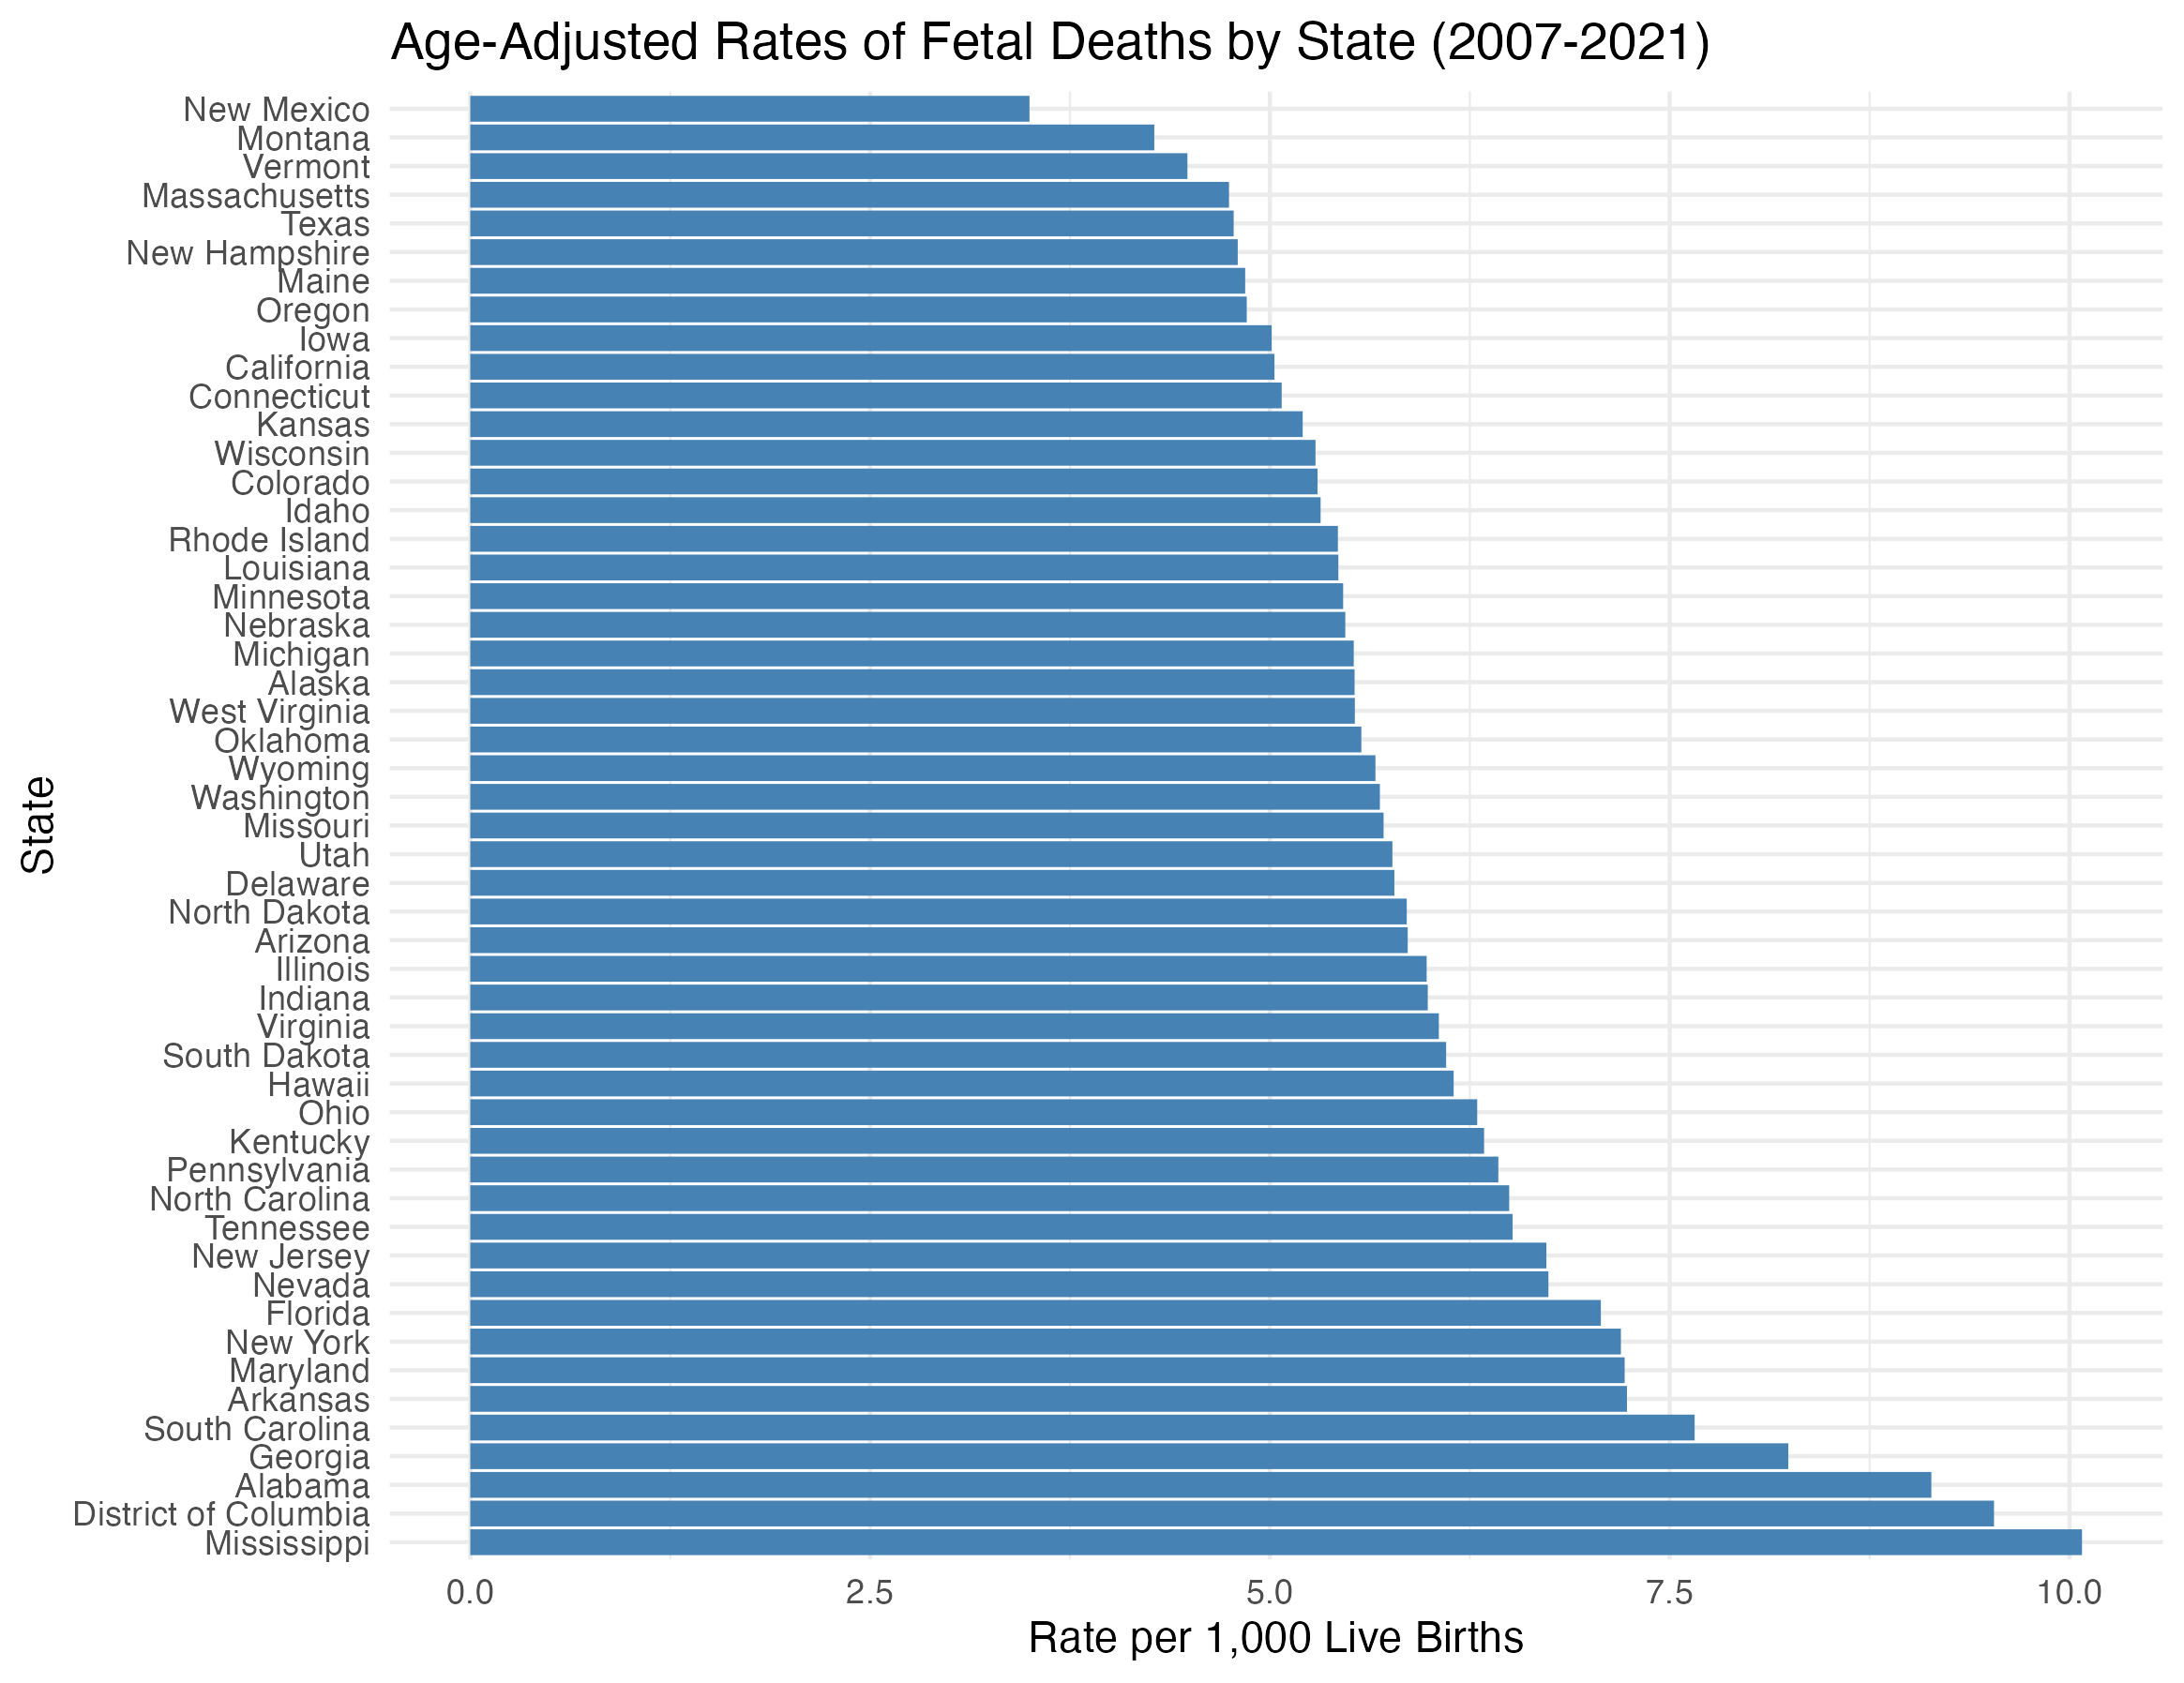 Age-Adjusted Rates of Fetal Deaths by State (2007-2021)
New Mexico
Montana
Vermont
Massachusetts
Texas
New Hampshire
Maine
Oregon
Iowa
California
Connecticut
Kansas
Wisconsin
Colorado
Idaho
Rhode Island
Louisiana
Minnesota
Nebraska
Michigan
Alaska
West Virginia
Oklahoma
Wyoming
Washington
Missouri
Utah
Delaware
North Dakota
Arizona
Illinois
Indiana
Virginia
South Dakota
Hawaii
Ohio
Kentucky
Pennsylvania
North Carolina
Tennessee
New Jersey
Nevada
Florida
New York
Maryland
Arkansas
South Carolina
Georgia
Alabama
District of Columbia
Mississippi
State
0.0 2.5 5.0 7.5 10.0
Rate per 1,000 Live Births